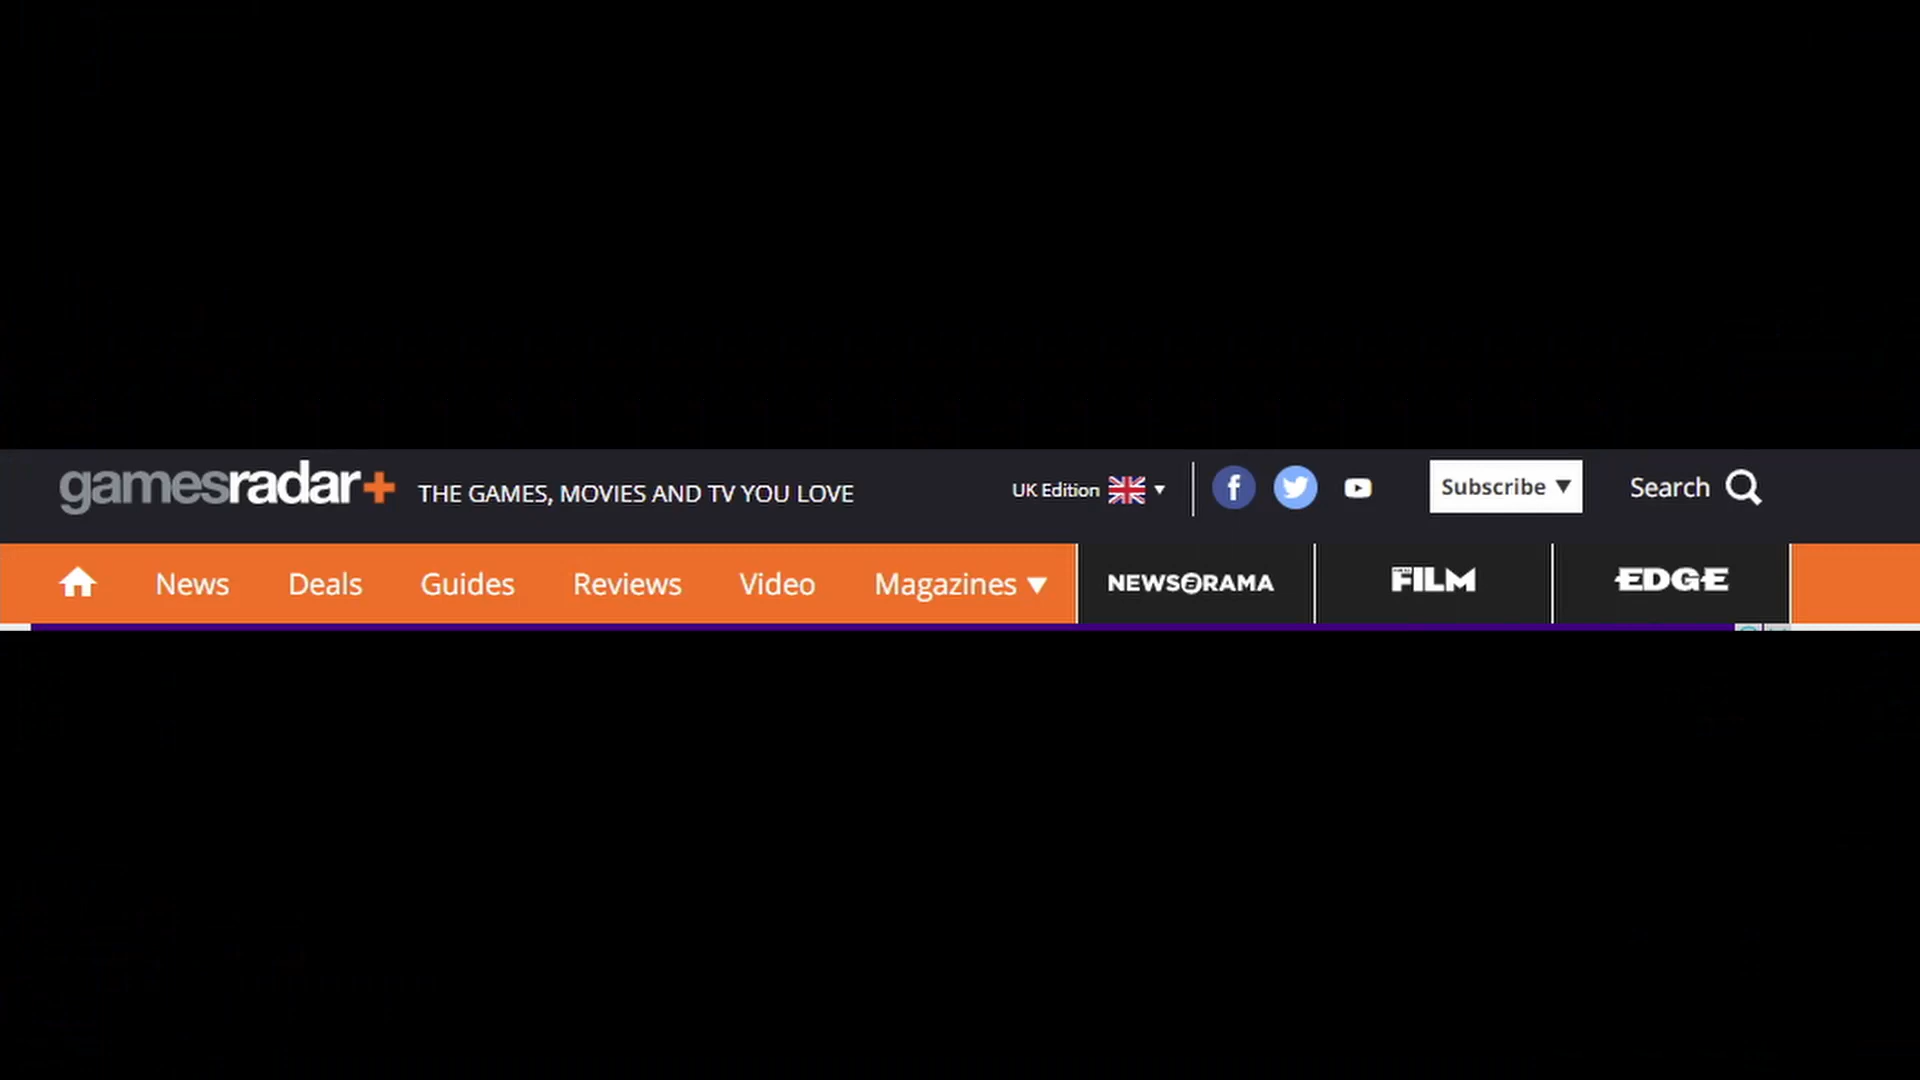 gamesradar+ THE GAMES, MOVIES AND TV YOU LOVE UK Edition Subscribe Search
News Deals Guides Reviews Video Magazines NEWSARAMA FILM EDGE